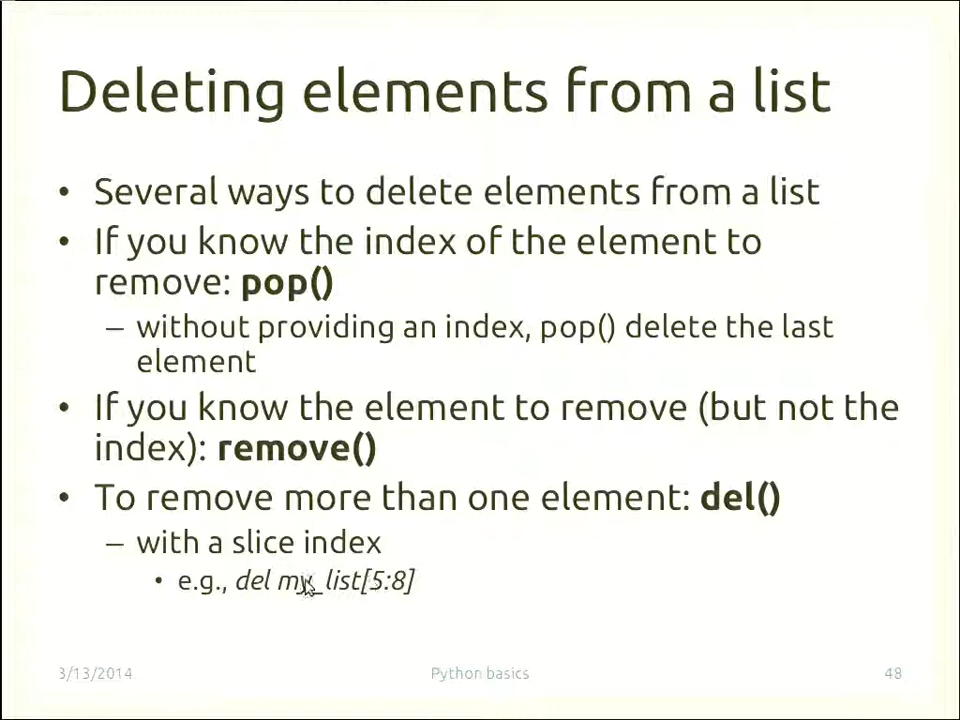 Deleting elements from a list
• Several ways to delete elements from a list
• If you know the index of the element to
remove: pop()
– without providing an index, pop() delete the last
element
• If you know the element to remove (but not the
index): remove()
• To remove more than one element: del()
– with a slice index
• e.g., del my_list[5:8]
3/13/2014 Python basics 48